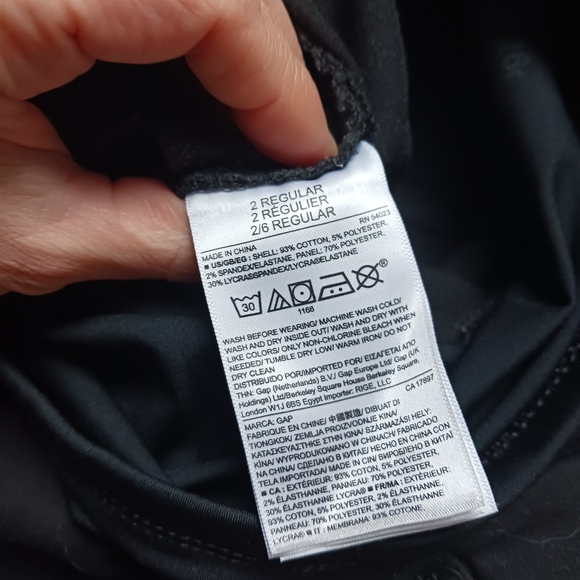 2 REGULAR
2 RÉGULIER
2/6 REGULAR
MADE IN CHINA RN 54023
■ US/GB/EG : SHELL: 93% COTTON, 5% POLYESTER,
2% SPANDEX/ELASTANE, PANEL: 70% POLYESTER,
30% LYCRA®SPANDEX/LYCRA®ELASTANE
30
®
1168
WASH BEFORE WEARING/ MACHINE WASH COLD/
WASH AND DRY INSIDE OUT/ WASH AND DRY WITH
LIKE COLORS/ ONLY NON-CHLORINE BLEACH WHEN
NEEDED/ TUMBLE DRY LOW/ WARM IRON/ DO NOT
DRY CLEAN
DISTRIBUIDO POR/IMPORTED FOR/ ΕΙΣΑΓΕΤΑΙ ΑΠΟ
ΤΗΝ: Gap (Netherlands) B.V./ Gap Europe Ltd/ Gap (UK
Holdings) Ltd/Berkeley Square House Berkeley Square,
London W1J 6BS Egypt Importer: RIGE, LLC
CA 17897
MARCA: GAP
FABRIQUE EN CHINE/ 中國製造/ DIBUAT DI
TIONGKOK/ ZEMLJA PROIZVODNJE KINA/
ΚΑΤΑΣΚΕΥΑΣΤΗΚΕ ΣΤΗΝ ΚΙΝΑ/ SZÁRMAZÁSI HELY:
KÍNA/ WYPRODUKOWANO W CHINACH/ FABRICADO
NA CHINA/ СДЕЛАНО В КИТАЕ/ HECHO EN CHINA CON
TELA IMPORTADA/ MADE IN CIN/ ВИРОБЛЕНО В КИТАЇ
■ CA : EXTÉRIEUR: 93% COTON, 5% POLYESTER,
2% ÉLASTHANNE, PANNEAU: 70% POLYESTER, 30%
ÉLASTHANNE LYCRA® ■ FR/MA : EXTÉRIEUR:
93% COTON, 5% POLYESTER, 2% ÉLASTHANNE,
PANNEAU: 70% POLYESTER, 30% ÉLASTHANNE
LYCRA® ■ IT : MEMBRANA: 93% COTONE,